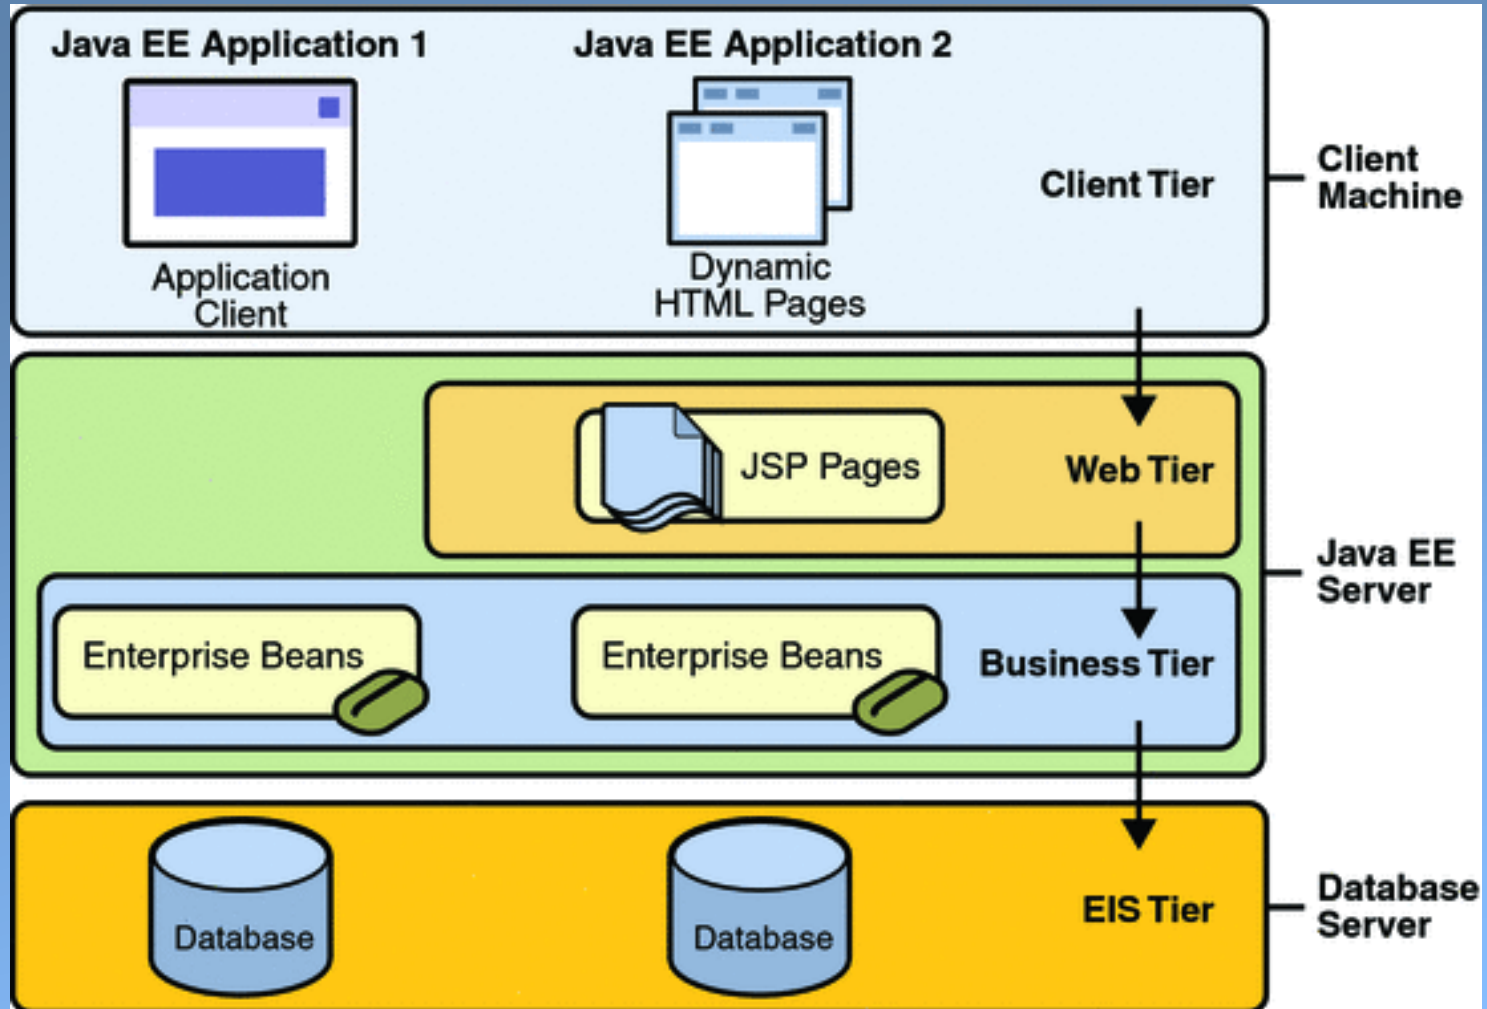 Java EE Application 1
Java EE Application 2
Application
Client
Dynamic
HTML Pages
Client Tier
Client
Machine
JSP Pages
Web Tier
Enterprise Beans
Enterprise Beans
Business Tier
Java EE
Server
Database
Database
EIS Tier
Database
Server